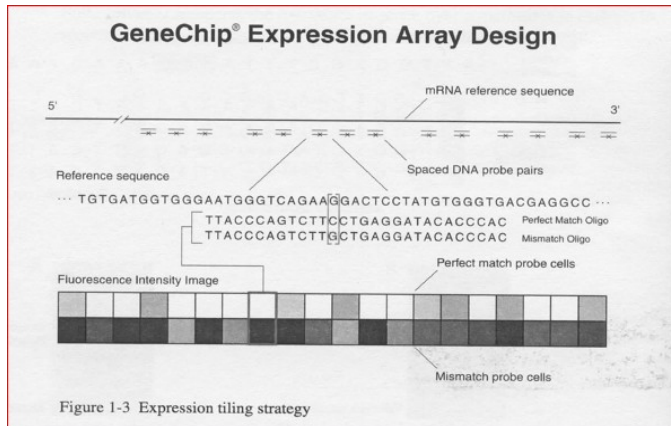 GeneChip® Expression Array Design
mRNA reference sequence
5'
3'
Spaced DNA probe pairs
Reference sequence
··· TGTGATGGTGGGAATGGGTCAGAAGGACTCCTATGTGGGTGACGAGGCC ···
TTACCCAGTCTTCCTGAGGATACACCCAC
Perfect Match Oligo
TTACCCAGTCTTGCTGAGGATACACCCAC
Mismatch Oligo
Fluorescence Intensity Image
Perfect match probe cells
Mismatch probe cells
Figure 1-3 Expression tiling strategy